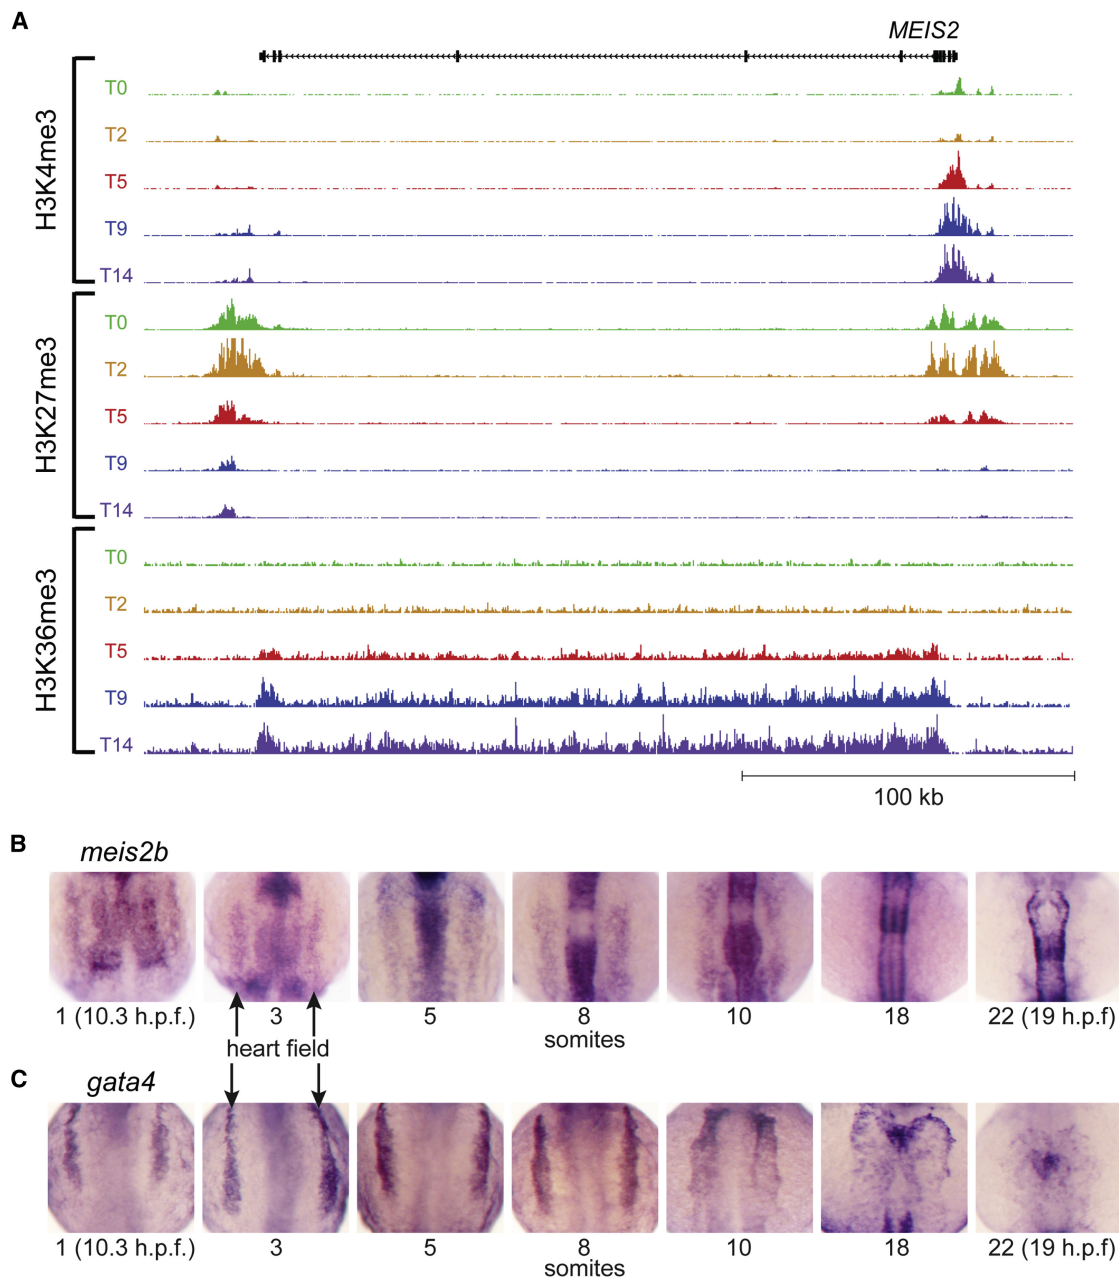 A
MEIS2
H3K4me3
T0
T2
T5
T9
T14
H3K27me3
T0
T2
T5
T9
T14
H3K36me3
T0
T2
T5
T9
T14
100 kb
B
meis2b
1 (10.3 h.p.f.)
3
5
8
10
18
22 (19 h.p.f)
somites
heart field
C
gata4
1 (10.3 h.p.f.)
3
5
8
10
18
22 (19 h.p.f)
somites